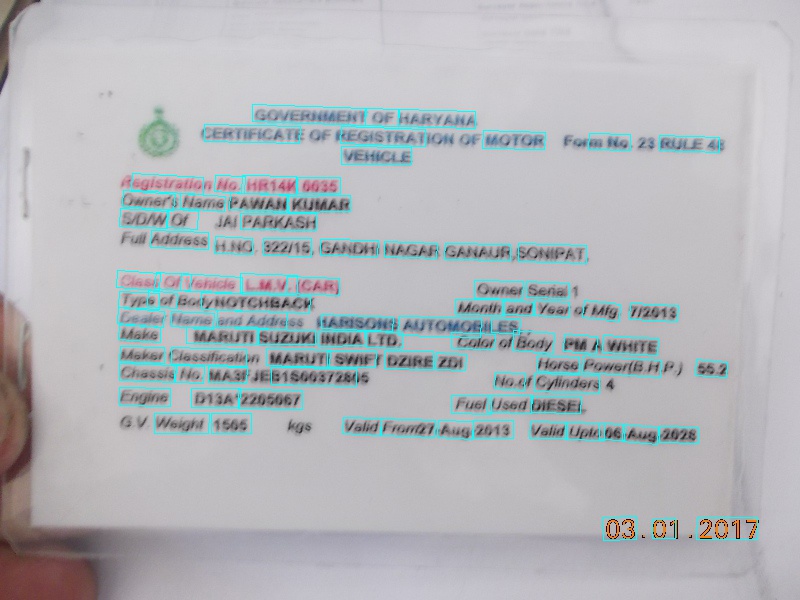 GOVERNMENT OF HARYANA
CERTIFICATE OF REGISTRATION OF MOTOR VEHICLE
Form No. 23 RULE 48
Registration No. HR14K 0035
Owner's Name PAWAN KUMAR
S/D/W Of JAI PARKASH
Full Address H.NO. 322/15, GANDHI NAGAR GANAUR,SONIPAT,
Class Of Vehicle L.M.V. (CAR) Owner Serial 1
Type of Body NOTCHBACK Month and Year of Mfg. 7/2013
Dealer Name and Address HARISONS AUTOMOBILES, ,
Make MARUTI SUZUKI INDIA LTD. Color of Body PM A WHITE
Maker Classification MARUTI SWIFT DZIRE ZDI Horse Power(B.H.P.) 55.2
Chassis No. No.of Cylinders 4
Engine D13A*2205067 Fuel Used DIESEL
G.V. Weight 1505 kgs Valid From 27 Aug 2013 Valid Upto 06 Aug 2028
03.01.2017